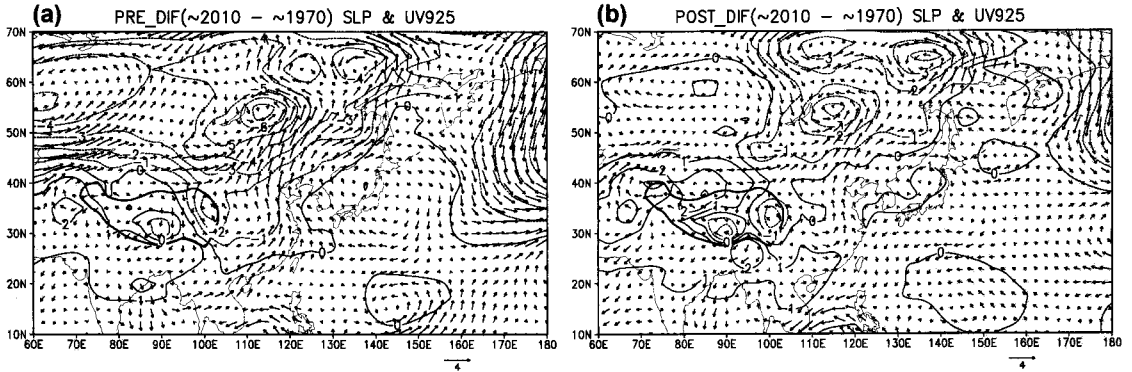 (a) PRE_DIF(~2010 – ~1970) SLP & UV925
70N
60N
50N
40N
30N
20N
10N
60E 70E 80E 90E 100E 110E 120E 130E 140E 150E 160E 170E 180
4
(b) POST_DIF(~2010 – ~1970) SLP & UV925
70N
60N
50N
40N
30N
20N
10N
60E 70E 80E 90E 100E 110E 120E 130E 140E 150E 160E 170E 180
4